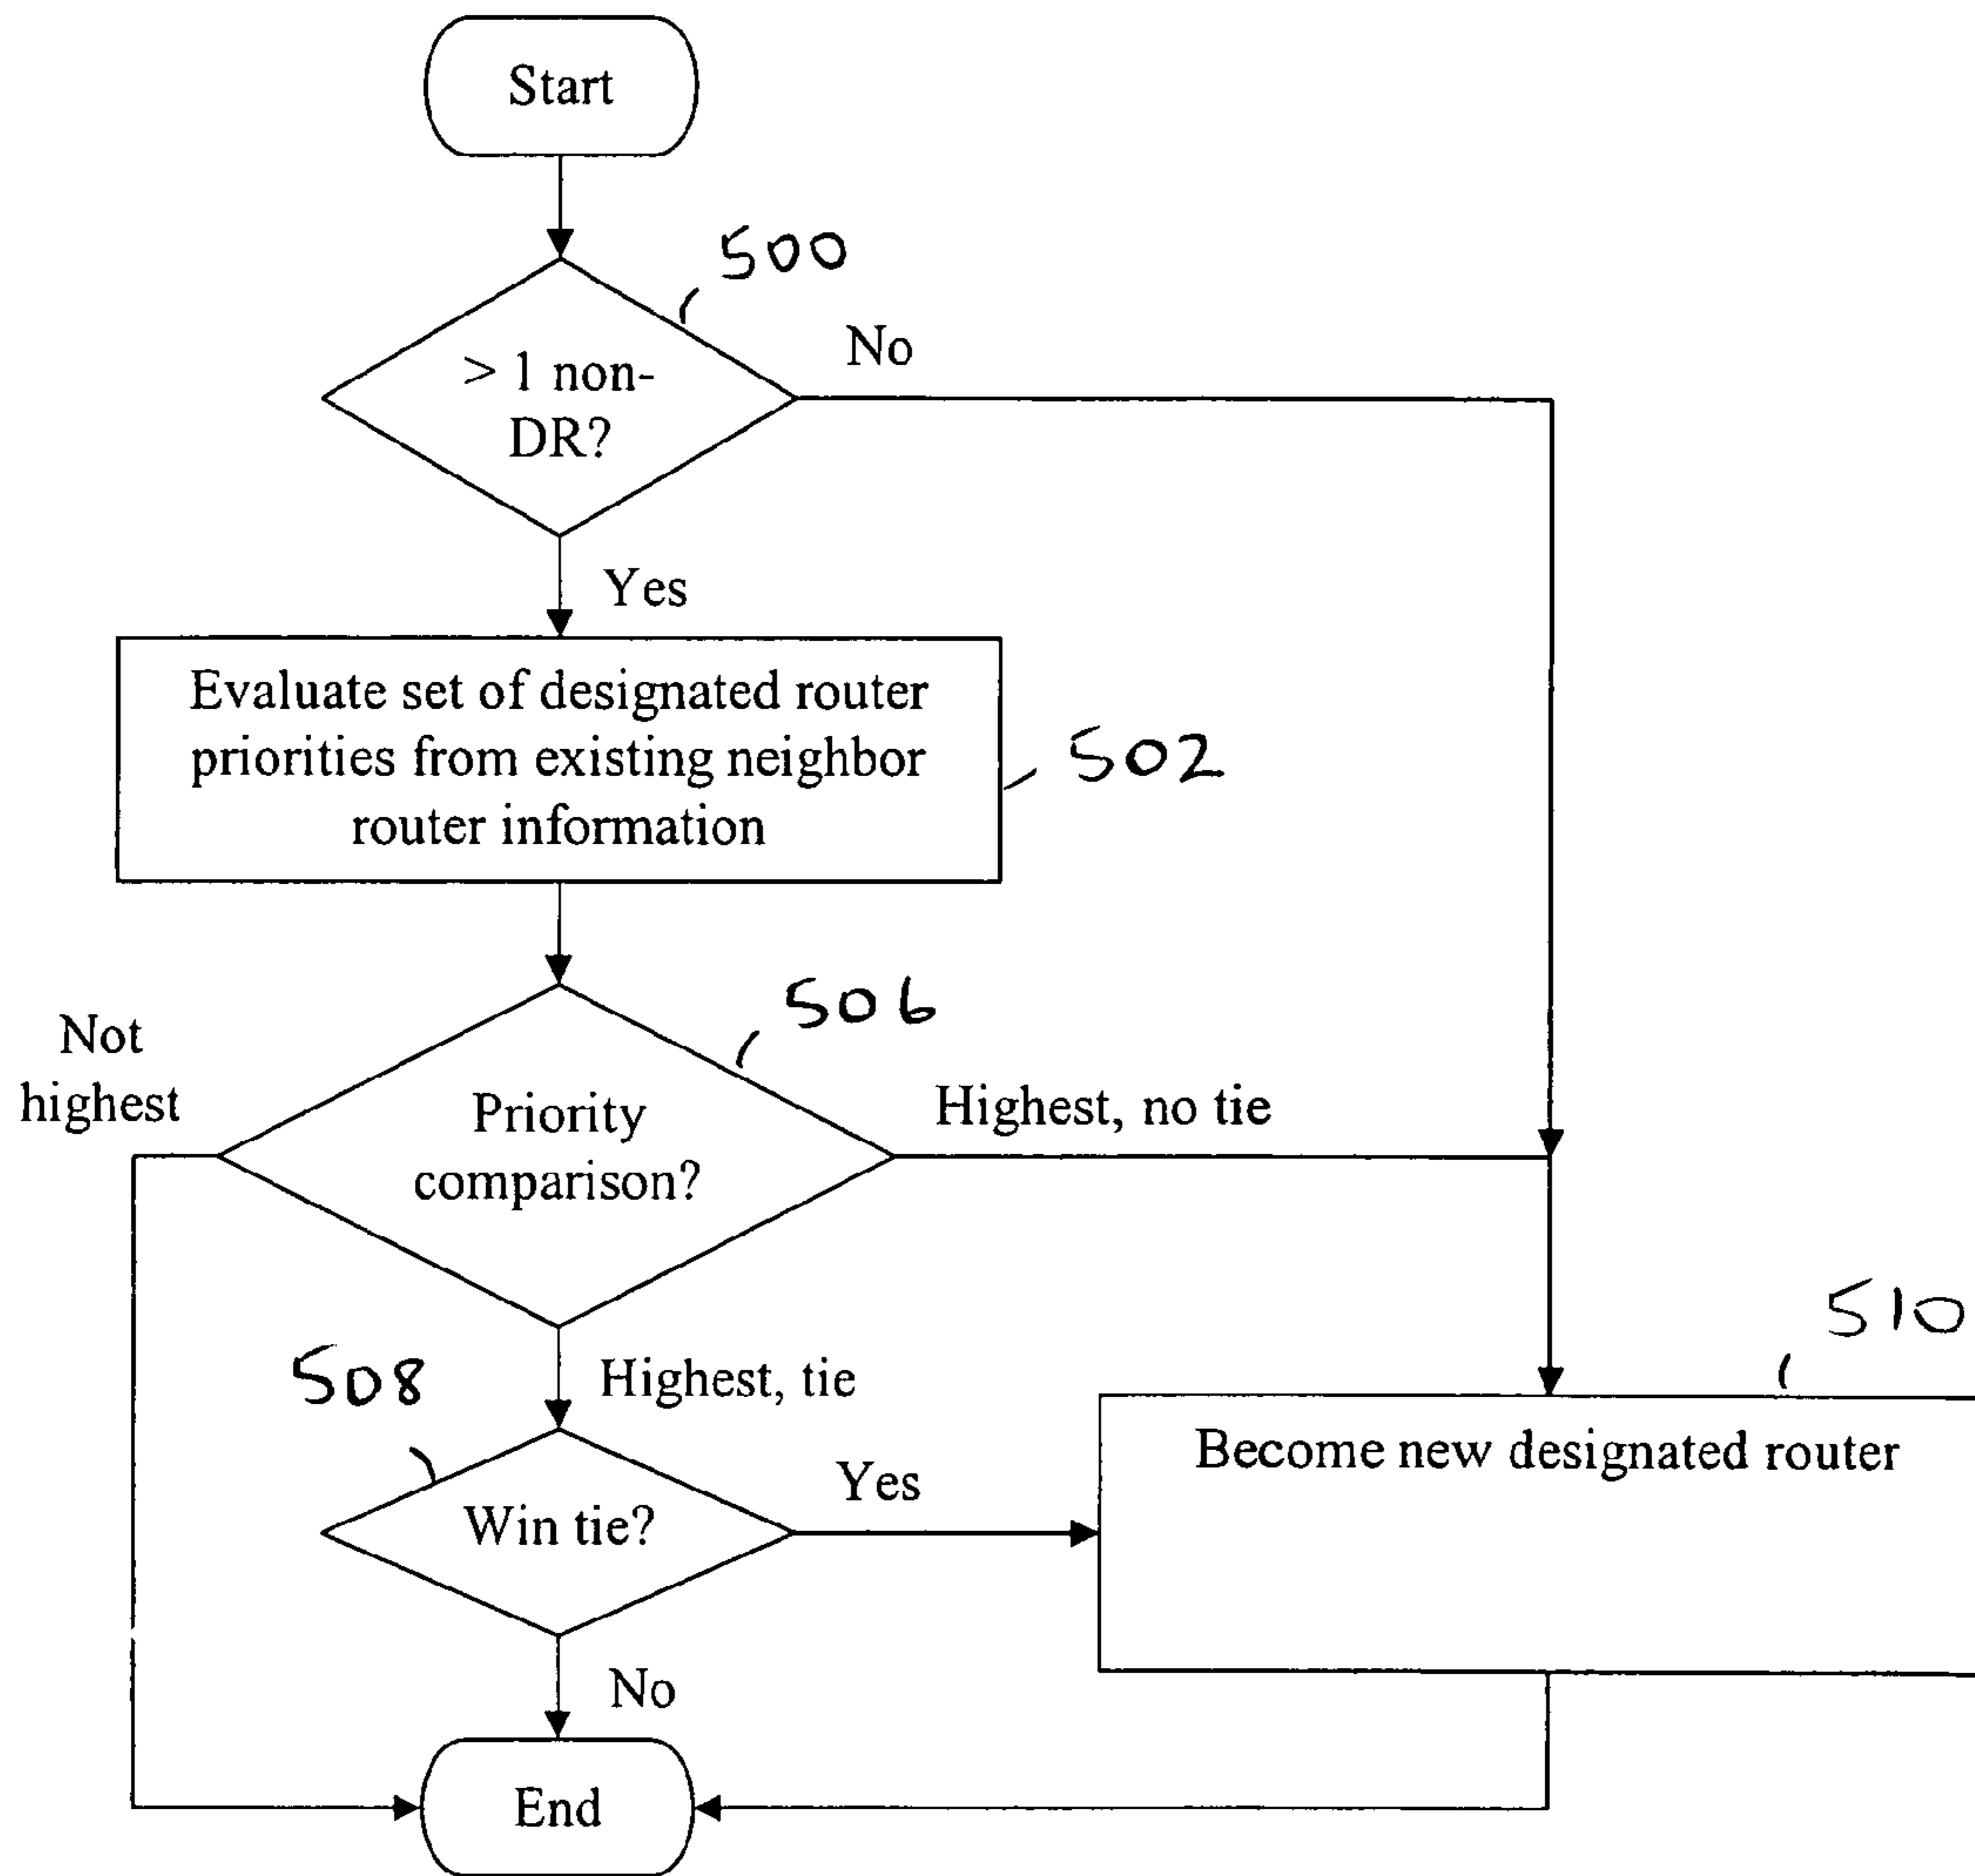 Start
500
> 1 non-
DR?
No
Yes
Evaluate set of designated router
priorities from existing neighbor
router information
502
506
Not
highest
Priority
comparison?
Highest, no tie
510
508
Highest, tie
Become new designated router
Yes
Win tie?
No
End